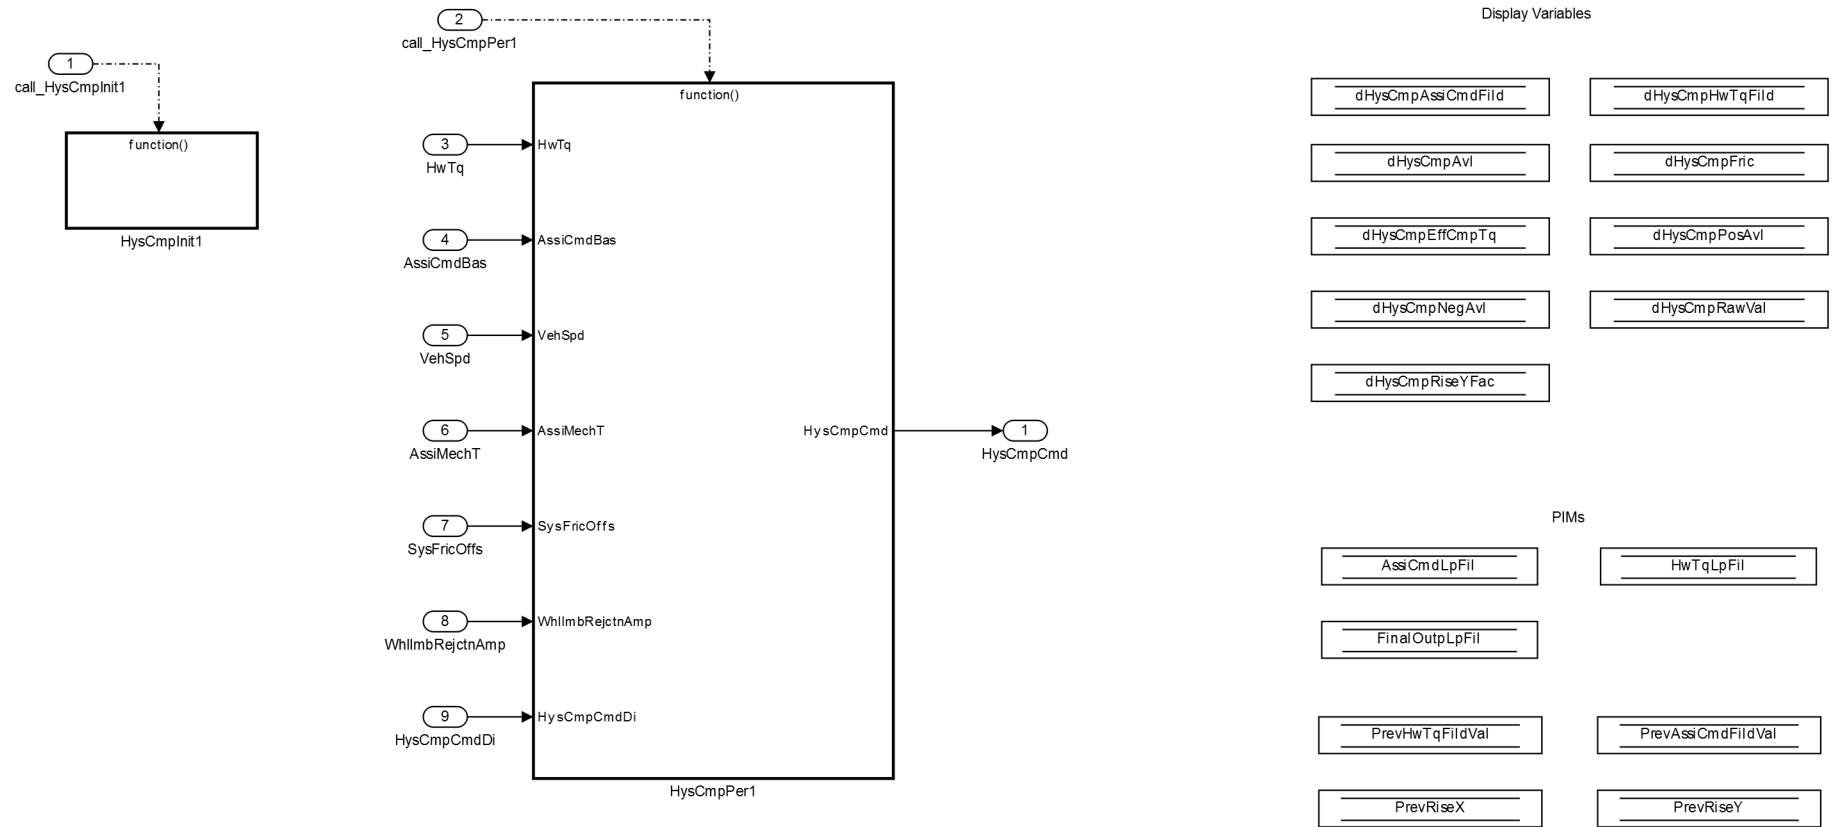 1
call_HysCmpInit1
function()
HysCmpInit1
2
call_HysCmpPer1
function()
3
HwTq
HwTq
4
AssiCmdBas
AssiCmdBas
5
VehSpd
VehSpd
6
AssiMechT
AssiMechT
7
SysFricOffs
SysFricOffs
8
WhlImbRejctnAmp
WhlImbRejctnAmp
9
HysCmpCmdDi
HysCmpCmdDi
HysCmpCmd
1
HysCmpCmd
HysCmpPer1
Display Variables
dHysCmpAssiCmdFild
dHysCmpHwTqFild
dHysCmpAvl
dHysCmpFric
dHysCmpEffCmpTq
dHysCmpPosAvl
dHysCmpNegAvl
dHysCmpRawVal
dHysCmpRiseYFac
PIMs
AssiCmdLpFil
HwTqLpFil
FinalOutpLpFil
PrevHwTqFildVal
PrevAssiCmdFildVal
PrevRiseX
PrevRiseY